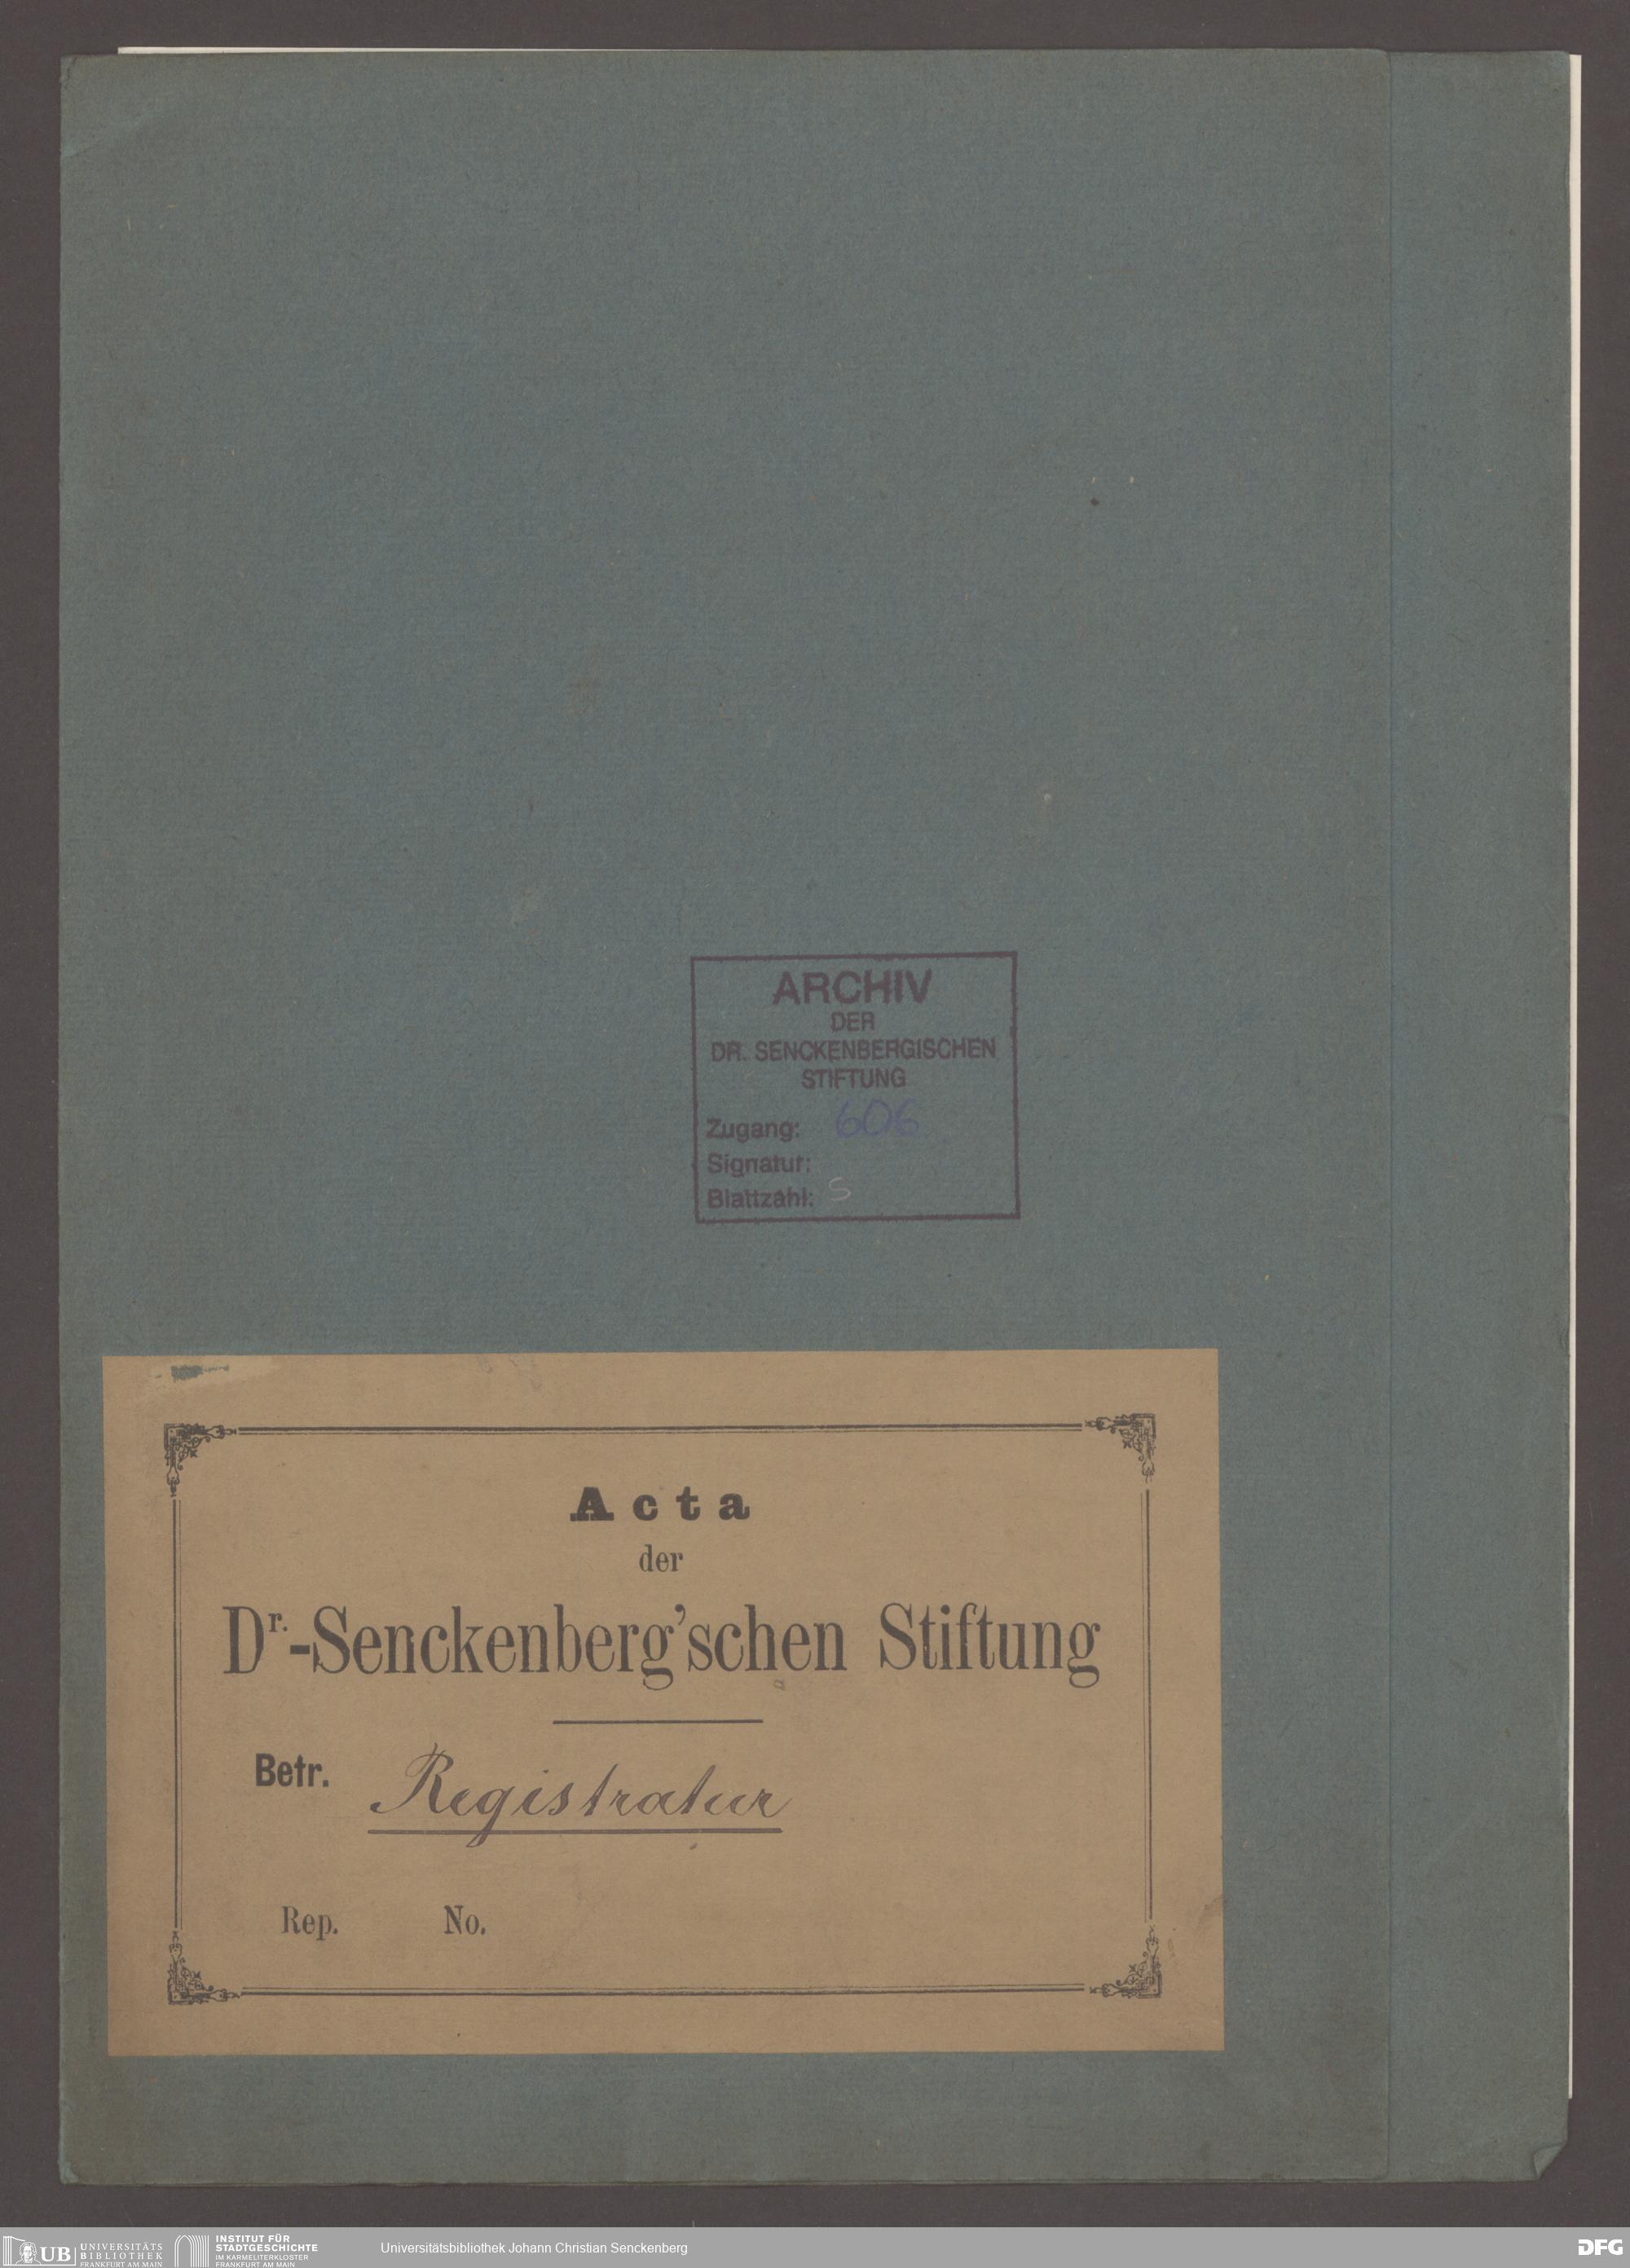 ARCHIV
DER
DR. SENCKENBERGISCHEN
STIFTUNG
Zugang: 606
Signatur:
Blattzahl: 5
Acta
der
Dr.-Senckenberg'schen Stiftung
Betr. Registratur
Rep. No.
UB UNIVERSITÄTS
BIBLIOTHEK
FRANKFURT AM MAIN
INSTITUT FÜR
STADTGESCHICHTE
IM KARMELITERKLOSTER
FRANKFURT AM MAIN
Universitätsbibliothek Johann Christian Senckenberg
DFG